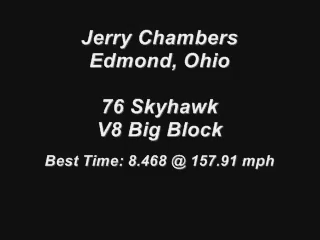 Jerry Chambers
Edmond, Ohio
76 Skyhawk
V8 Big Block
Best Time: 8.468 @ 157.91 mph